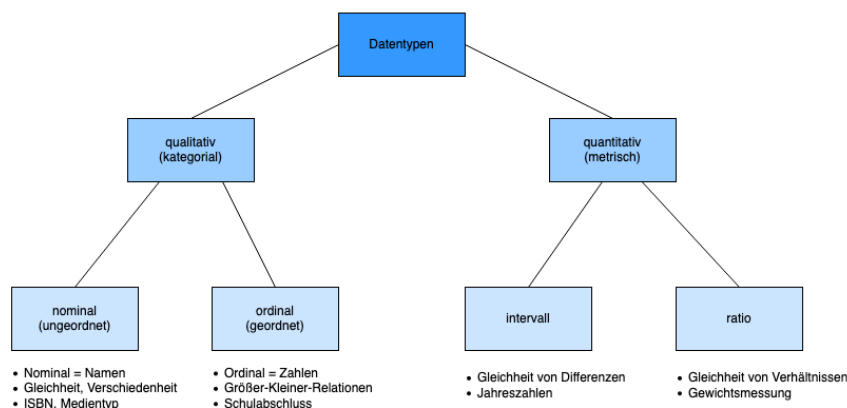 Datentypen
qualitativ
(kategorial)
quantitativ
(metrisch)
nominal
(ungeordnet)
ordinal
(geordnet)
intervall
ratio
• Nominal = Namen
• Gleichheit, Verschiedenheit
• ISBN, Medientyp
• Ordinal = Zahlen
• Größer-Kleiner-Relationen
• Schulabschluss
• Gleichheit von Differenzen
• Jahreszahlen
• Gleichheit von Verhältnissen
• Gewichtsmessung